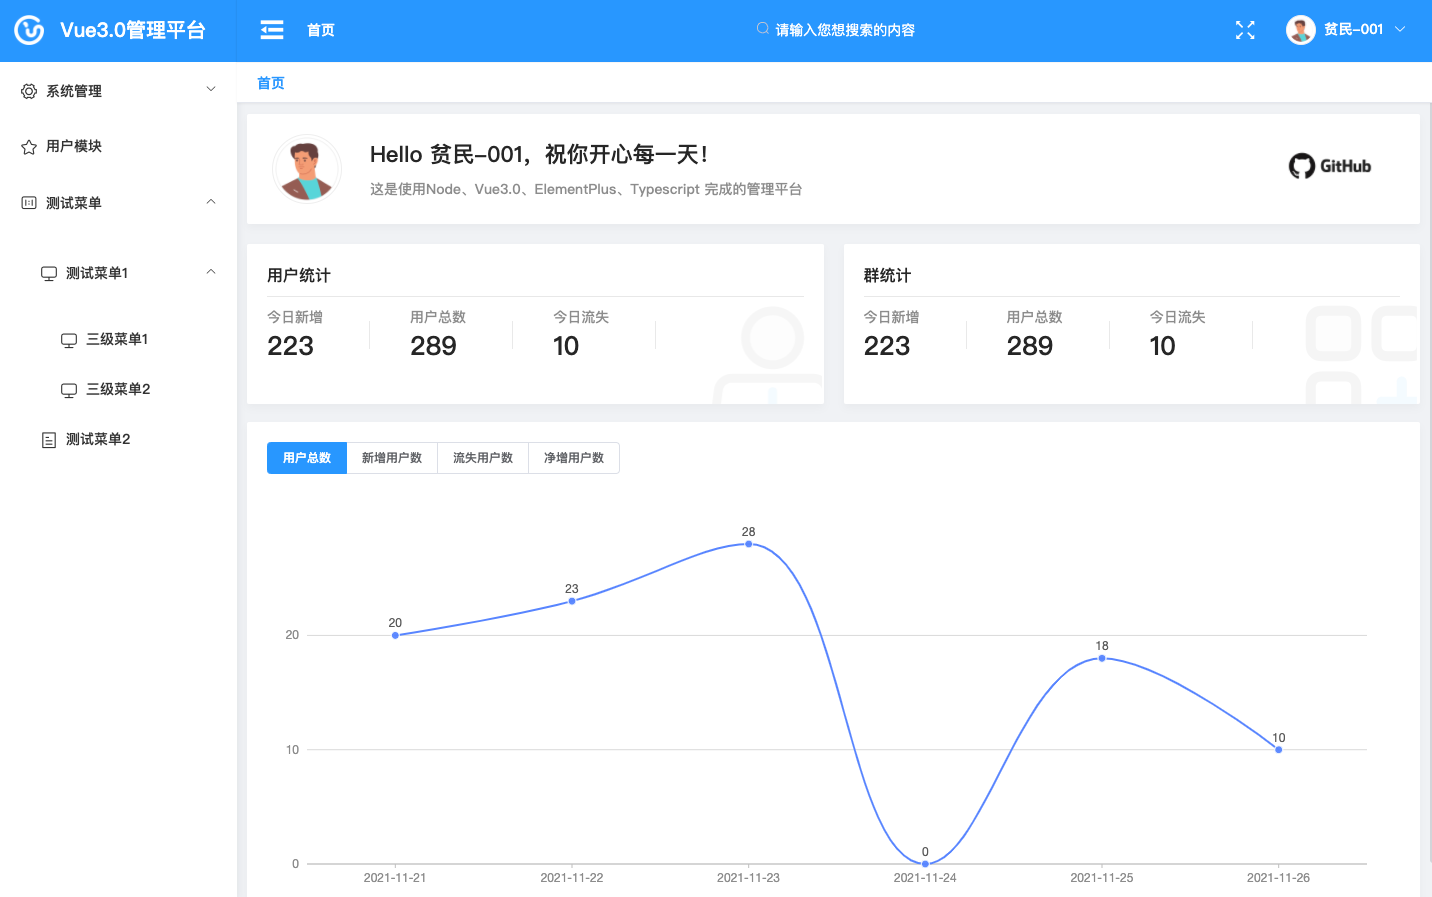 Vue3.0管理平台
首页
请输入您想搜索的内容
贫民-001
系统管理
用户模块
测试菜单
测试菜单1
三级菜单1
三级菜单2
测试菜单2
首页
Hello 贫民-001，祝你开心每一天！
这是使用Node、Vue3.0、ElementPlus、Typescript 完成的管理平台
GitHub
用户统计
今日新增 用户总数 今日流失
223 289 10
群统计
今日新增 用户总数 今日流失
223 289 10
用户总数 新增用户数 流失用户数 净增用户数
28
23
20
20
18
10
10
0
0
2021-11-21 2021-11-22 2021-11-23 2021-11-24 2021-11-25 2021-11-26